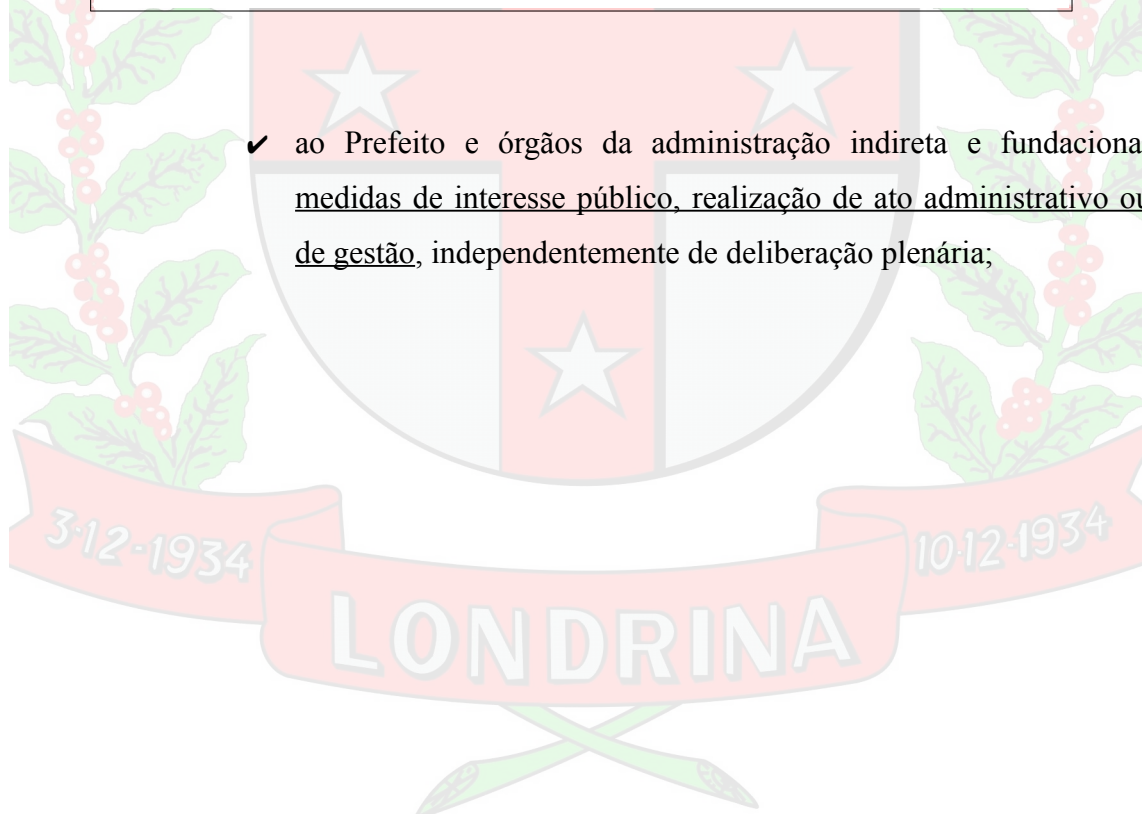 ✔ ao Prefeito e órgãos da administração indireta e fundaciona
medidas de interesse público, realização de ato administrativo ou
de gestão, independentemente de deliberação plenária;
3-12-1934
10-12-1934
LONDRINA